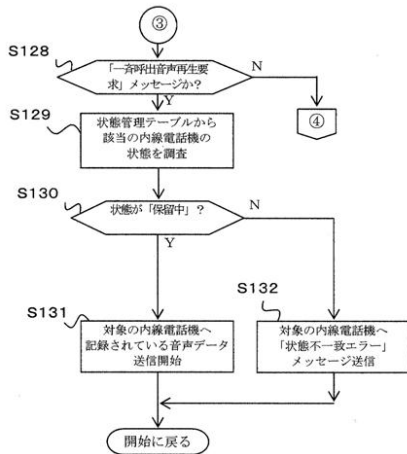 ③
S128
「一斉呼出音声再生要
求」メッセージか?
N
Y
④
S129
状態管理テーブルから
該当の内線電話機の
状態を調査
S130
状態が「保留中」?
N
Y
S131
対象の内線電話機へ
記録されている音声データ
送信開始
S132
対象の内線電話機へ
「状態不一致エラー」
メッセージ送信
開始に戻る